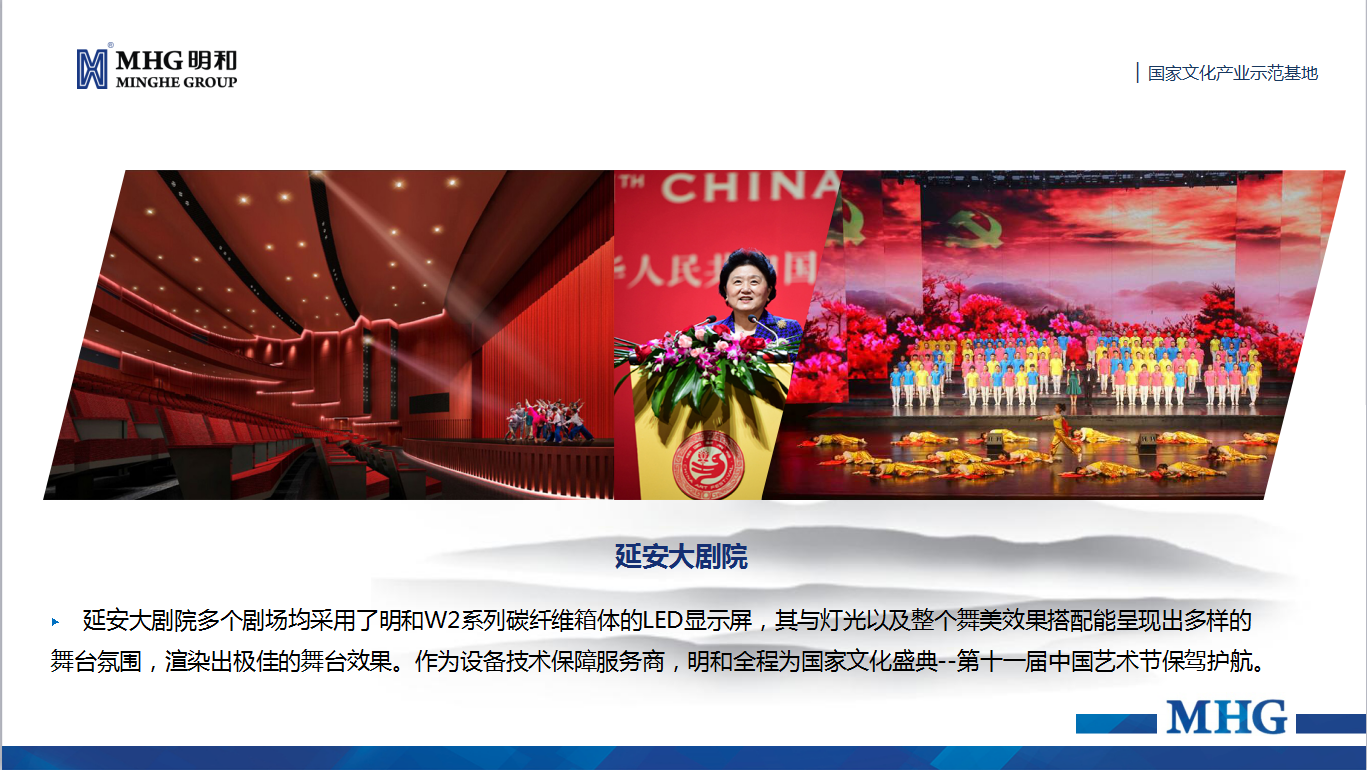 MHG 明和
MINGHE GROUP
国家文化产业示范基地
TH CHINA
华人民共和国
延安大剧院
延安大剧院多个剧场均采用了明和W2系列碳纤维箱体的LED显示屏，其与灯光以及整个舞美效果搭配能呈现出多样的
舞台氛围，渲染出极佳的舞台效果。作为设备技术保障服务商，明和全程为国家文化盛典--第十一届中国艺术节保驾护航。
MHG